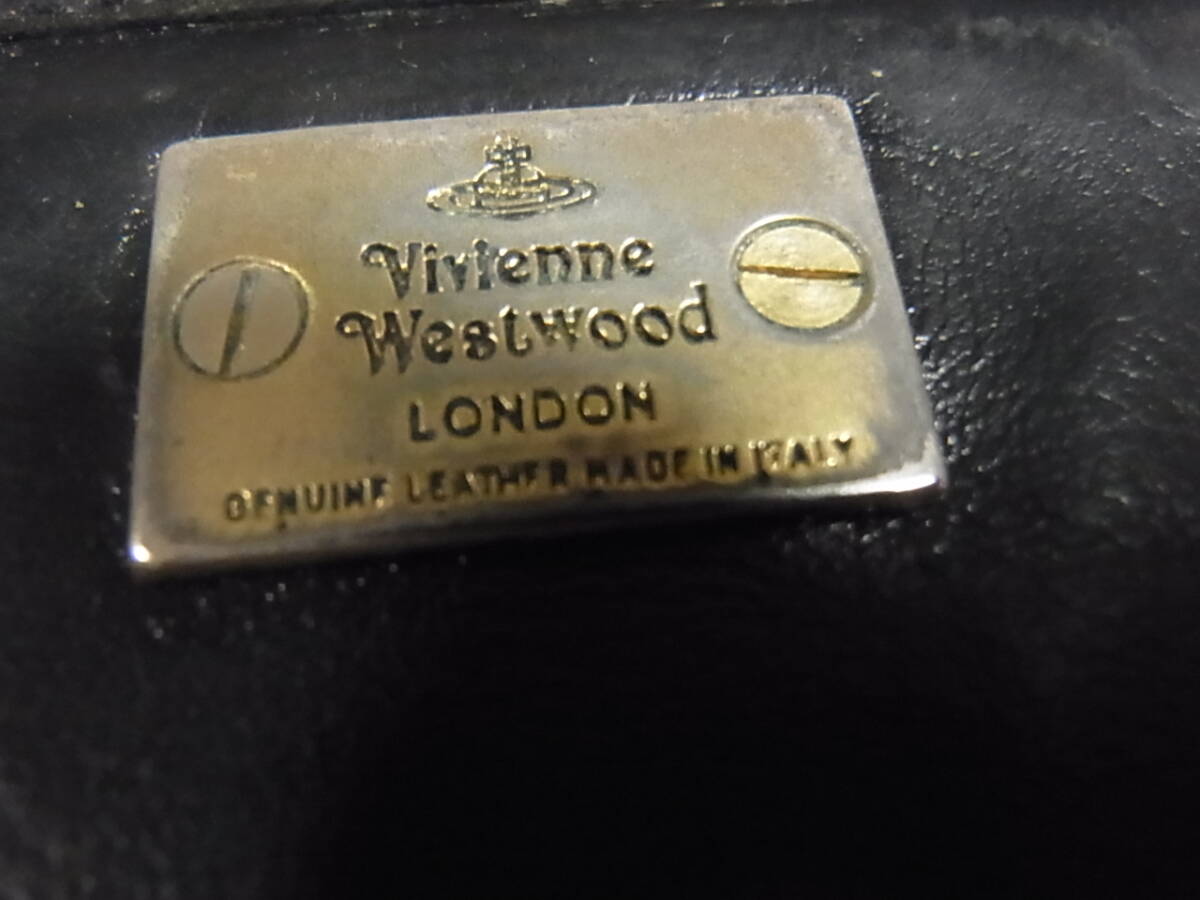 Vivienne
Westwood
LONDON
GENUINE LEATHER MADE IN ITALY